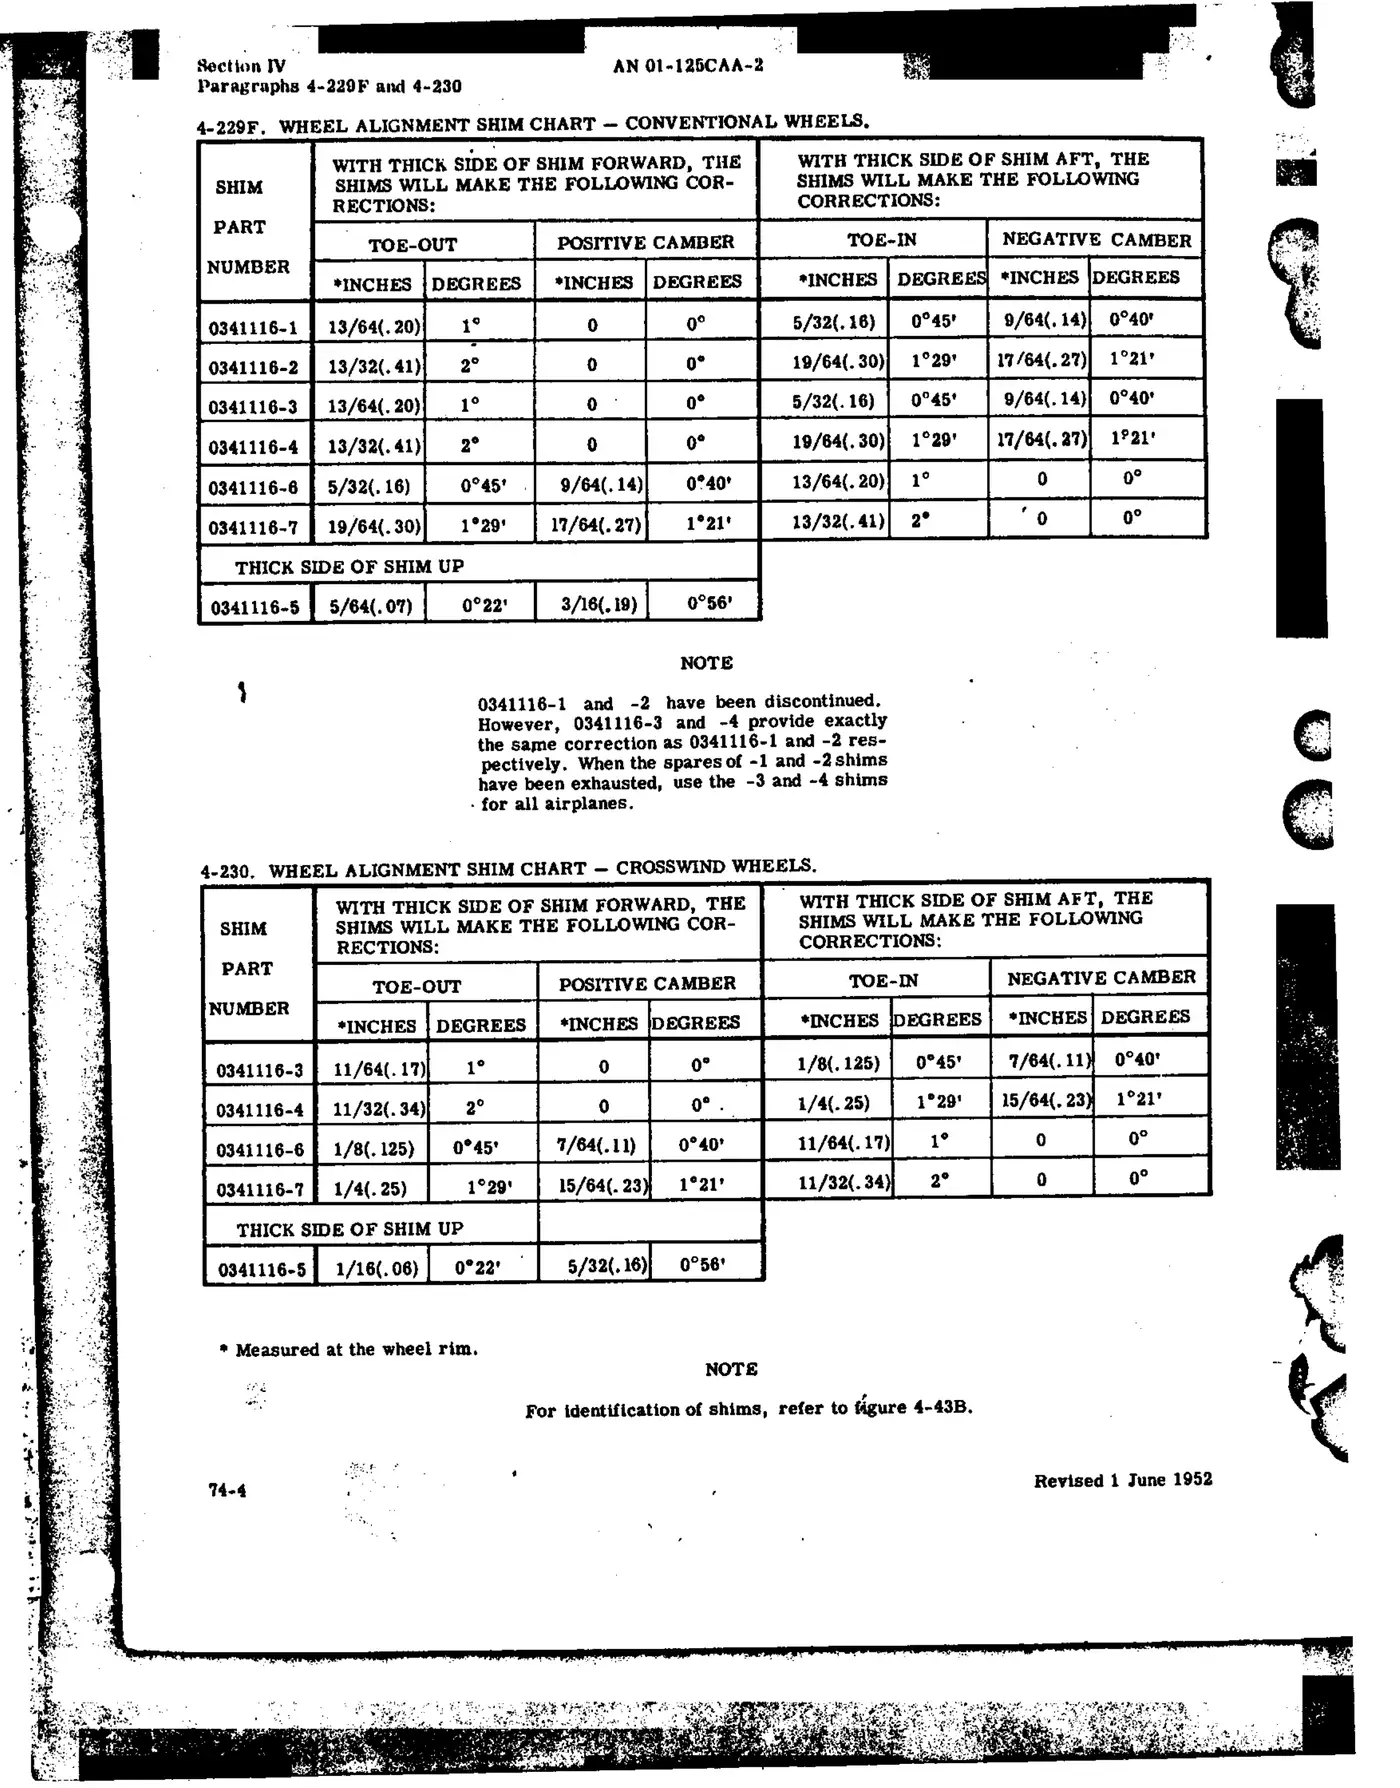 Section IV AN 01-125CAA-2
Paragraphs 4-229F and 4-230
4-229F. WHEEL ALIGNMENT SHIM CHART — CONVENTIONAL WHEELS.
SHIM PART NUMBER
WITH THICK SIDE OF SHIM FORWARD, THE
SHIMS WILL MAKE THE FOLLOWING COR-
RECTIONS:
WITH THICK SIDE OF SHIM AFT, THE
SHIMS WILL MAKE THE FOLLOWING
CORRECTIONS:
TOE-OUT POSITIVE CAMBER TOE-IN NEGATIVE CAMBER
*INCHES DEGREES *INCHES DEGREES *INCHES DEGREES *INCHES DEGREES
0341116-1 13/64(.20) 1° 0 0° 5/32(.16) 0°45' 9/64(.14) 0°40'
0341116-2 13/32(.41) 2° 0 0° 19/64(.30) 1°29' 17/64(.27) 1°21'
0341116-3 13/64(.20) 1° 0 0° 5/32(.16) 0°45' 9/64(.14) 0°40'
0341116-4 13/32(.41) 2° 0 0° 19/64(.30) 1°29' 17/64(.27) 1°21'
0341116-6 5/32(.16) 0°45' 9/64(.14) 0°40' 13/64(.20) 1° 0 0°
0341116-7 19/64(.30) 1°29' 17/64(.27) 1°21' 13/32(.41) 2° 0 0°
THICK SIDE OF SHIM UP
0341116-5 5/64(.07) 0°22' 3/16(.19) 0°56'
NOTE
0341116-1 and -2 have been discontinued.
However, 0341116-3 and -4 provide exactly
the same correction as 0341116-1 and -2 res-
pectively. When the spares of -1 and -2 shims
have been exhausted, use the -3 and -4 shims
for all airplanes.
4-230. WHEEL ALIGNMENT SHIM CHART — CROSSWIND WHEELS.
SHIM PART NUMBER
WITH THICK SIDE OF SHIM FORWARD, THE
SHIMS WILL MAKE THE FOLLOWING COR-
RECTIONS:
WITH THICK SIDE OF SHIM AFT, THE
SHIMS WILL MAKE THE FOLLOWING
CORRECTIONS:
TOE-OUT POSITIVE CAMBER TOE-IN NEGATIVE CAMBER
*INCHES DEGREES *INCHES DEGREES *INCHES DEGREES *INCHES DEGREES
0341116-3 11/64(.17) 1° 0 0° 1/8(.125) 0°45' 7/64(.11) 0°40'
0341116-4 11/32(.34) 2° 0 0° 1/4(.25) 1°29' 15/64(.23) 1°21'
0341116-6 1/8(.125) 0°45' 7/64(.11) 0°40' 11/64(.17) 1° 0 0°
0341116-7 1/4(.25) 1°29' 15/64(.23) 1°21' 11/32(.34) 2° 0 0°
THICK SIDE OF SHIM UP
0341116-5 1/16(.06) 0°22' 5/32(.16) 0°56'
* Measured at the wheel rim.
NOTE
For identification of shims, refer to figure 4-43B.
74-4 Revised 1 June 1952